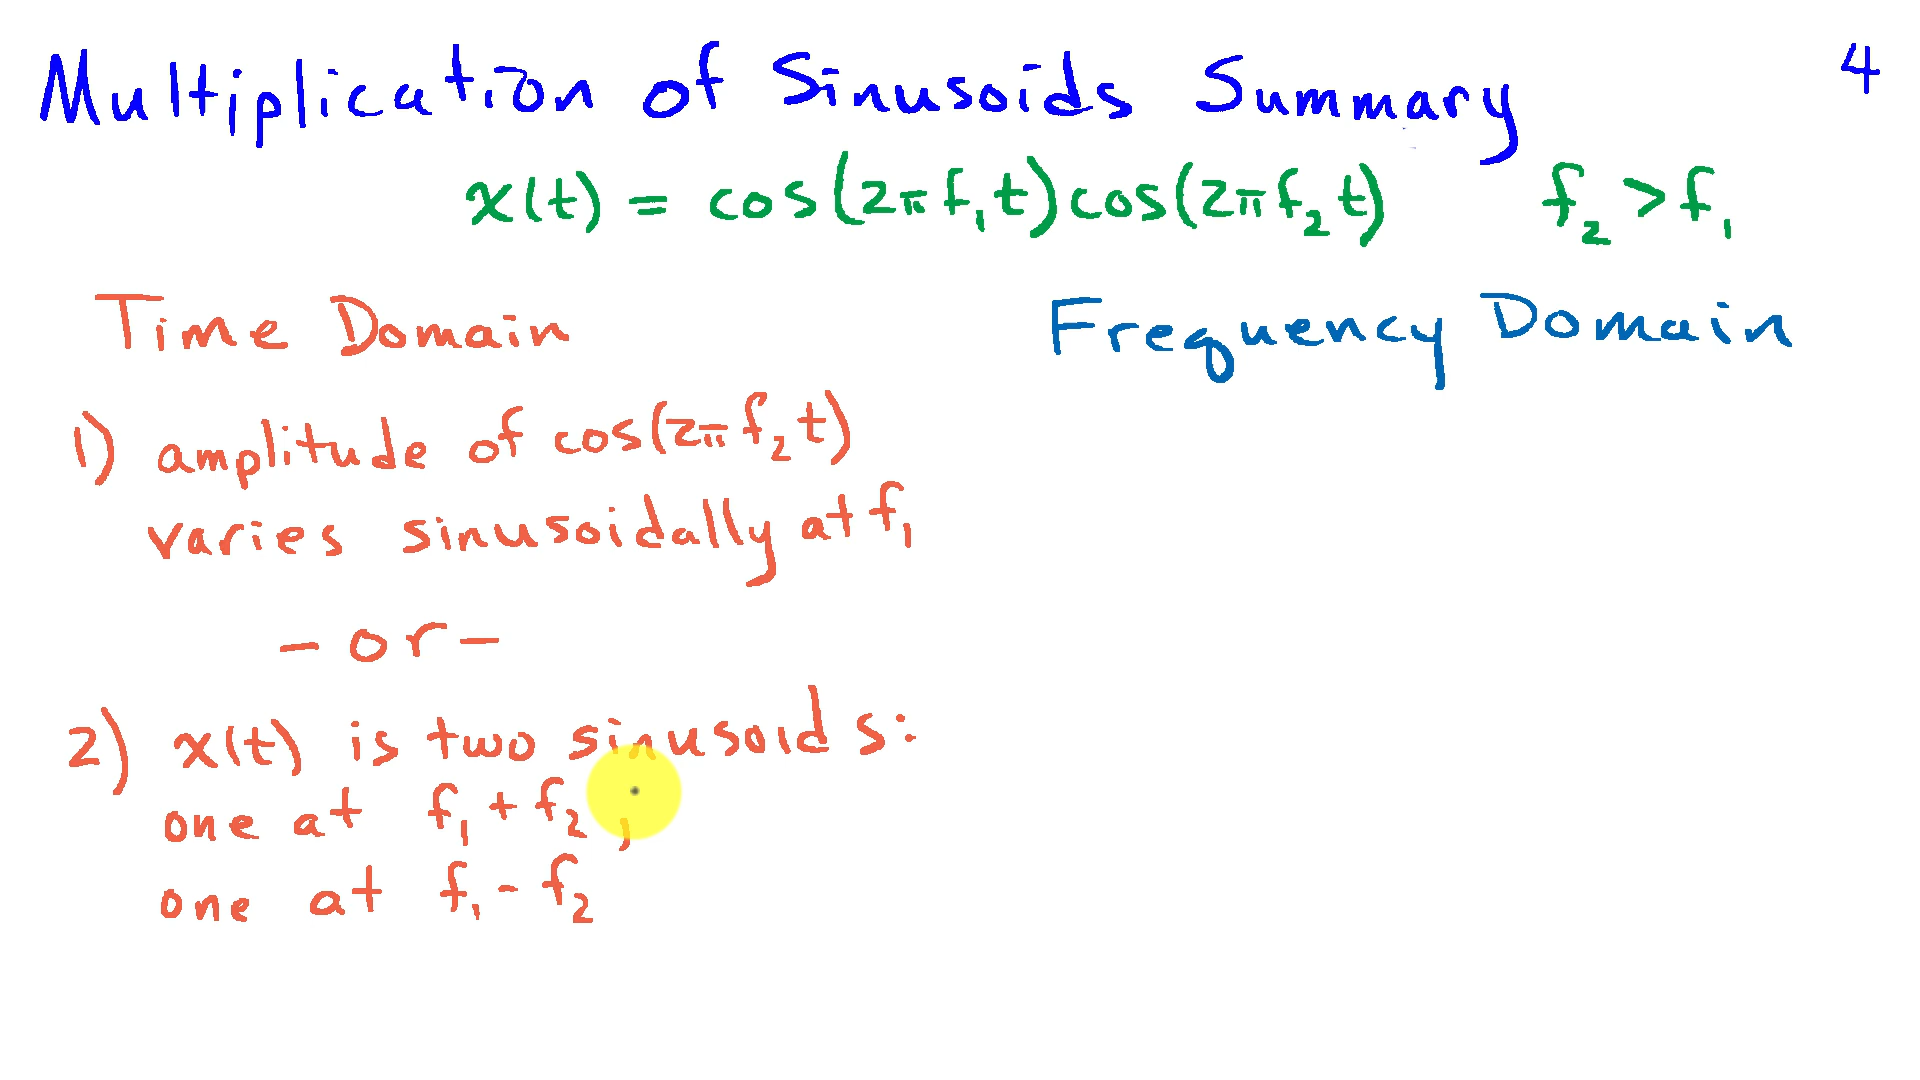 Multiplication of Sinusoids Summary 4
x(t) = cos(2πf₁t)cos(2πf₂t) f₂ > f₁
Time Domain
1) amplitude of cos(2πf₂t)
varies sinusoidally at f₁
- or -
2) x(t) is two sinusoids:
one at f₁ + f₂ ,
one at f₁ - f₂
Frequency Domain